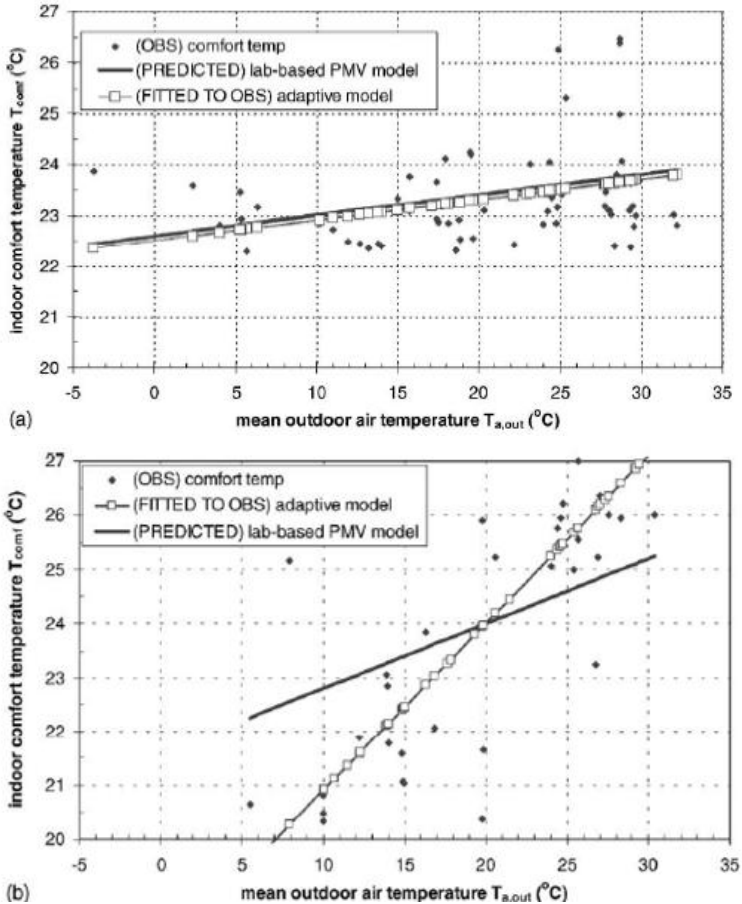 27
26
25
24
23
22
21
20
indoor comfort temperature Tcomf (°C)
(OBS) comfort temp
(PREDICTED) lab-based PMV model
(FITTED TO OBS) adaptive model
-5 0 5 10 15 20 25 30 35
(a) mean outdoor air temperature Ta,out (°C)
27
26
25
24
23
22
21
20
indoor comfort temperature Tcomf (°C)
(OBS) comfort temp
(FITTED TO OBS) adaptive model
(PREDICTED) lab-based PMV model
-5 0 5 10 15 20 25 30 35
(b) mean outdoor air temperature Ta,out (°C)